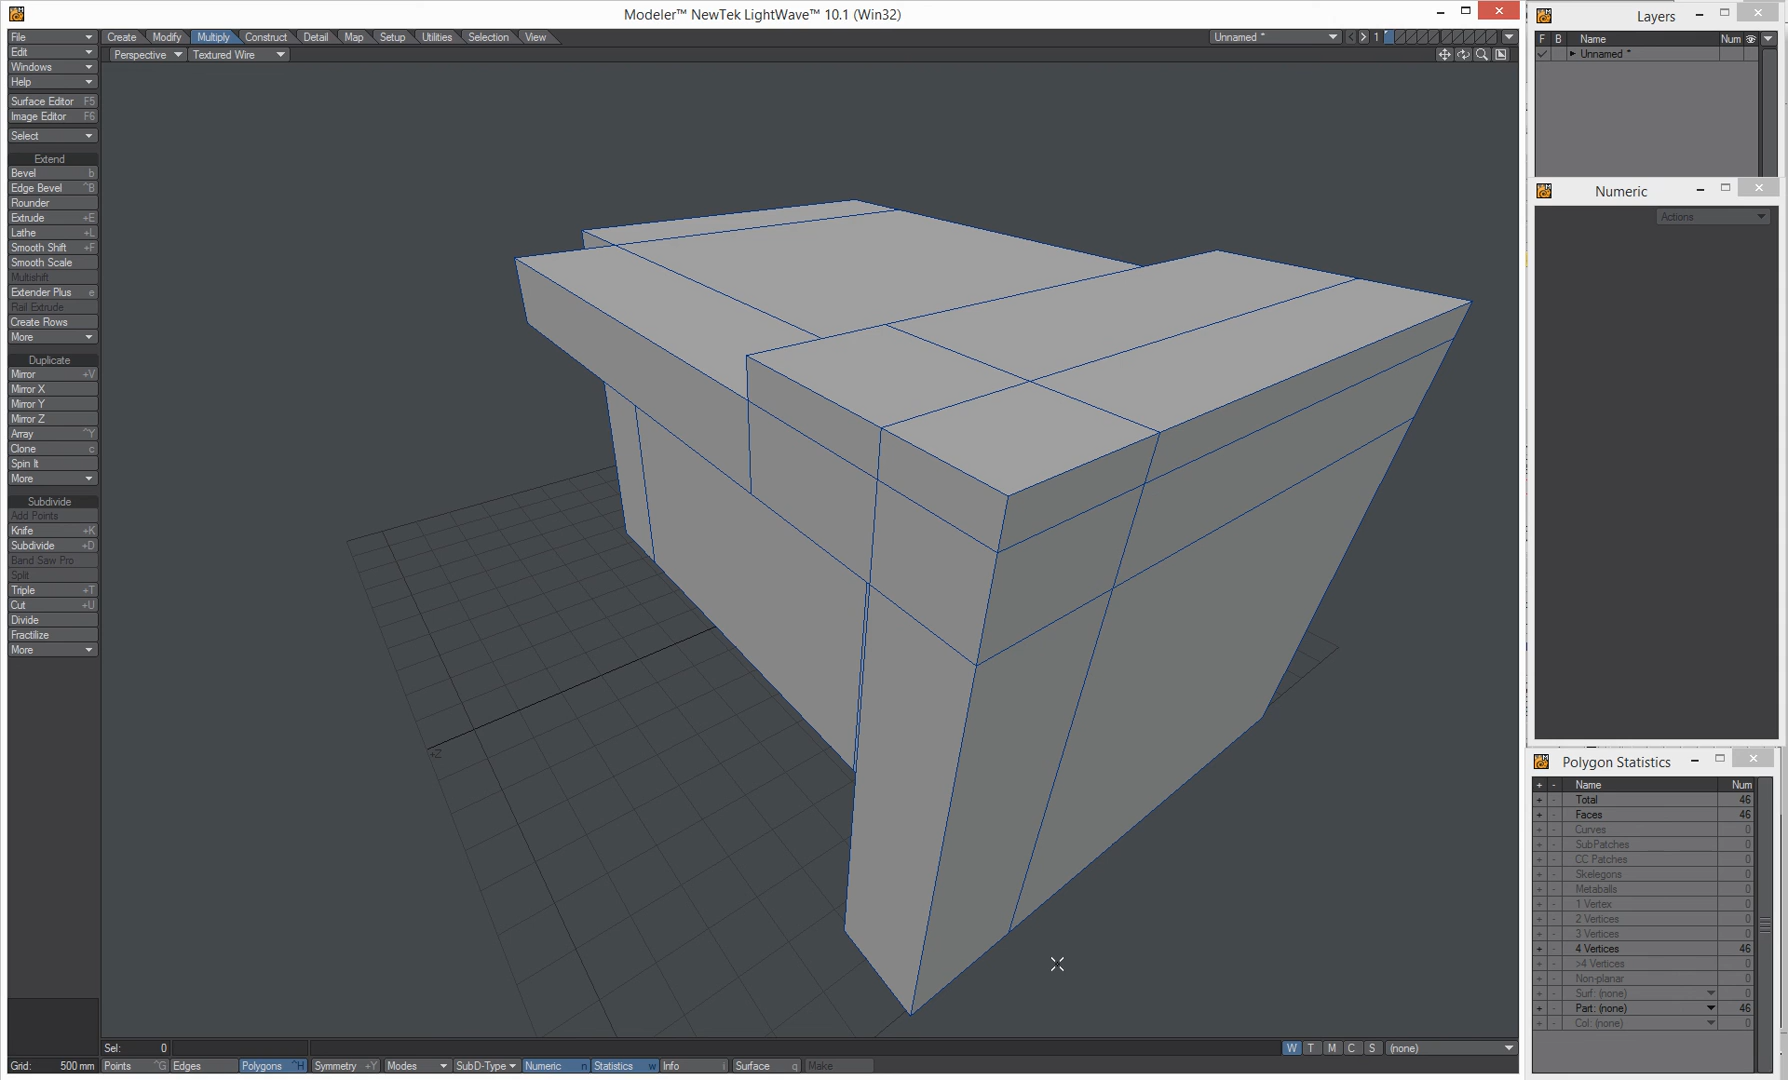 Modeler™ NewTek LightWave™ 10.1 (Win32)
File
Edit
Windows
Help
Surface Editor F5
Image Editor F6
Select
Extend
Bevel b
Edge Bevel ^B
Rounder
Extrude +E
Lathe +L
Smooth Shift +F
Smooth Scale
Multishift
Extender Plus e
Rail Extrude
Create Rows
More
Duplicate
Mirror +V
Mirror X
Mirror Y
Mirror Z
Array ^Y
Clone c
Spin It
More
Subdivide
Add Points
Knife +K
Subdivide +D
Band Saw Pro
Split
Triple +T
Cut +U
Divide
Fractilize
More
Create Modify Multiply Construct Detail Map Setup Utilities Selection View
Unnamed * < > 1
Perspective Textured Wire
+Z
Sel: 0
W T M C S (none)
Grid: 500 mm Points ^G Edges Polygons ^H Symmetry +Y Modes SubD-Type Numeric n Statistics w Info i Surface q Make
Layers
F B Name Num
Unnamed *
Numeric
Actions
Polygon Statistics
+ - Name Num
+ - Total 46
+ - Faces 46
+ - Curves 0
+ - SubPatches 0
+ - CC Patches 0
+ - Skelegons 0
+ - Metaballs 0
+ - 1 Vertex 0
+ - 2 Vertices 0
+ - 3 Vertices 0
+ - 4 Vertices 46
+ - >4 Vertices 0
+ - Non-planar 0
+ - Surf: (none) 0
+ - Part: (none) 46
+ - Col: (none) 0